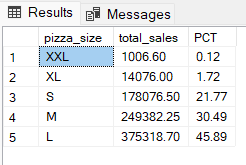 Results Messages
pizza_size total_sales PCT
1 XXL 1006.60 0.12
2 XL 14076.00 1.72
3 S 178076.50 21.77
4 M 249382.25 30.49
5 L 375318.70 45.89